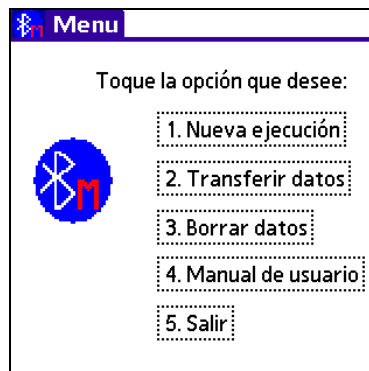 Menu
Toque la opción que desee:
1. Nueva ejecución
2. Transferir datos
M
3. Borrar datos
4. Manual de usuario
5. Salir